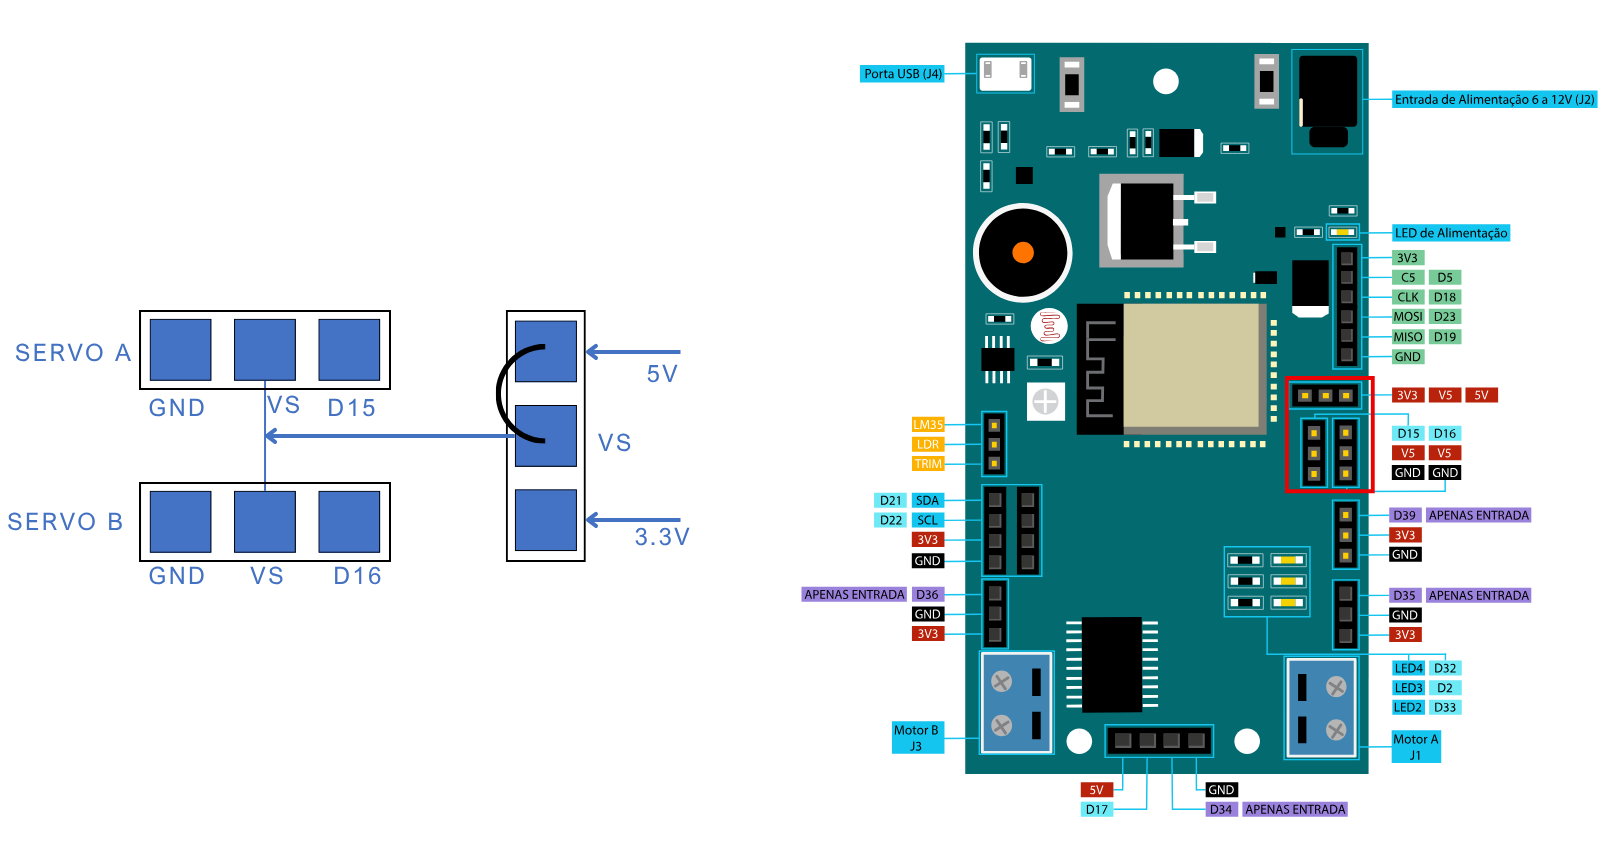 SERVO A
GND
VS
D15
SERVO B
GND
VS
D16
5V
VS
3.3V
Porta USB (J4)
Entrada de Alimentação 6 a 12V (J2)
LED de Alimentação
3V3
C5 D5
CLK D18
MOSI D23
MISO D19
GND
3V3 V5 5V
D15 D16
V5 V5
GND GND
LM35
LDR
TRIM
D21 SDA
D22 SCL
3V3
GND
APENAS ENTRADA D36
GND
3V3
D39 APENAS ENTRADA
3V3
GND
D35 APENAS ENTRADA
GND
3V3
LED4 D32
LED3 D2
LED2 D33
Motor B
J3
Motor A
J1
5V
D17
GND
D34 APENAS ENTRADA